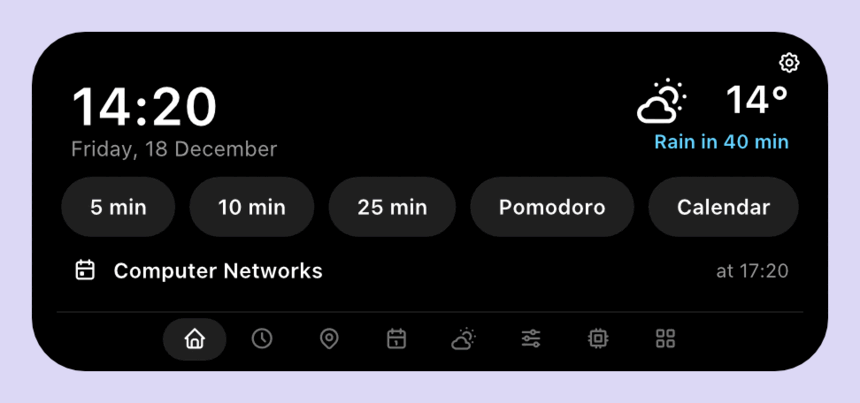 14:20
14°
Friday, 18 December
Rain in 40 min
5 min
10 min
25 min
Pomodoro
Calendar
Computer Networks
at 17:20